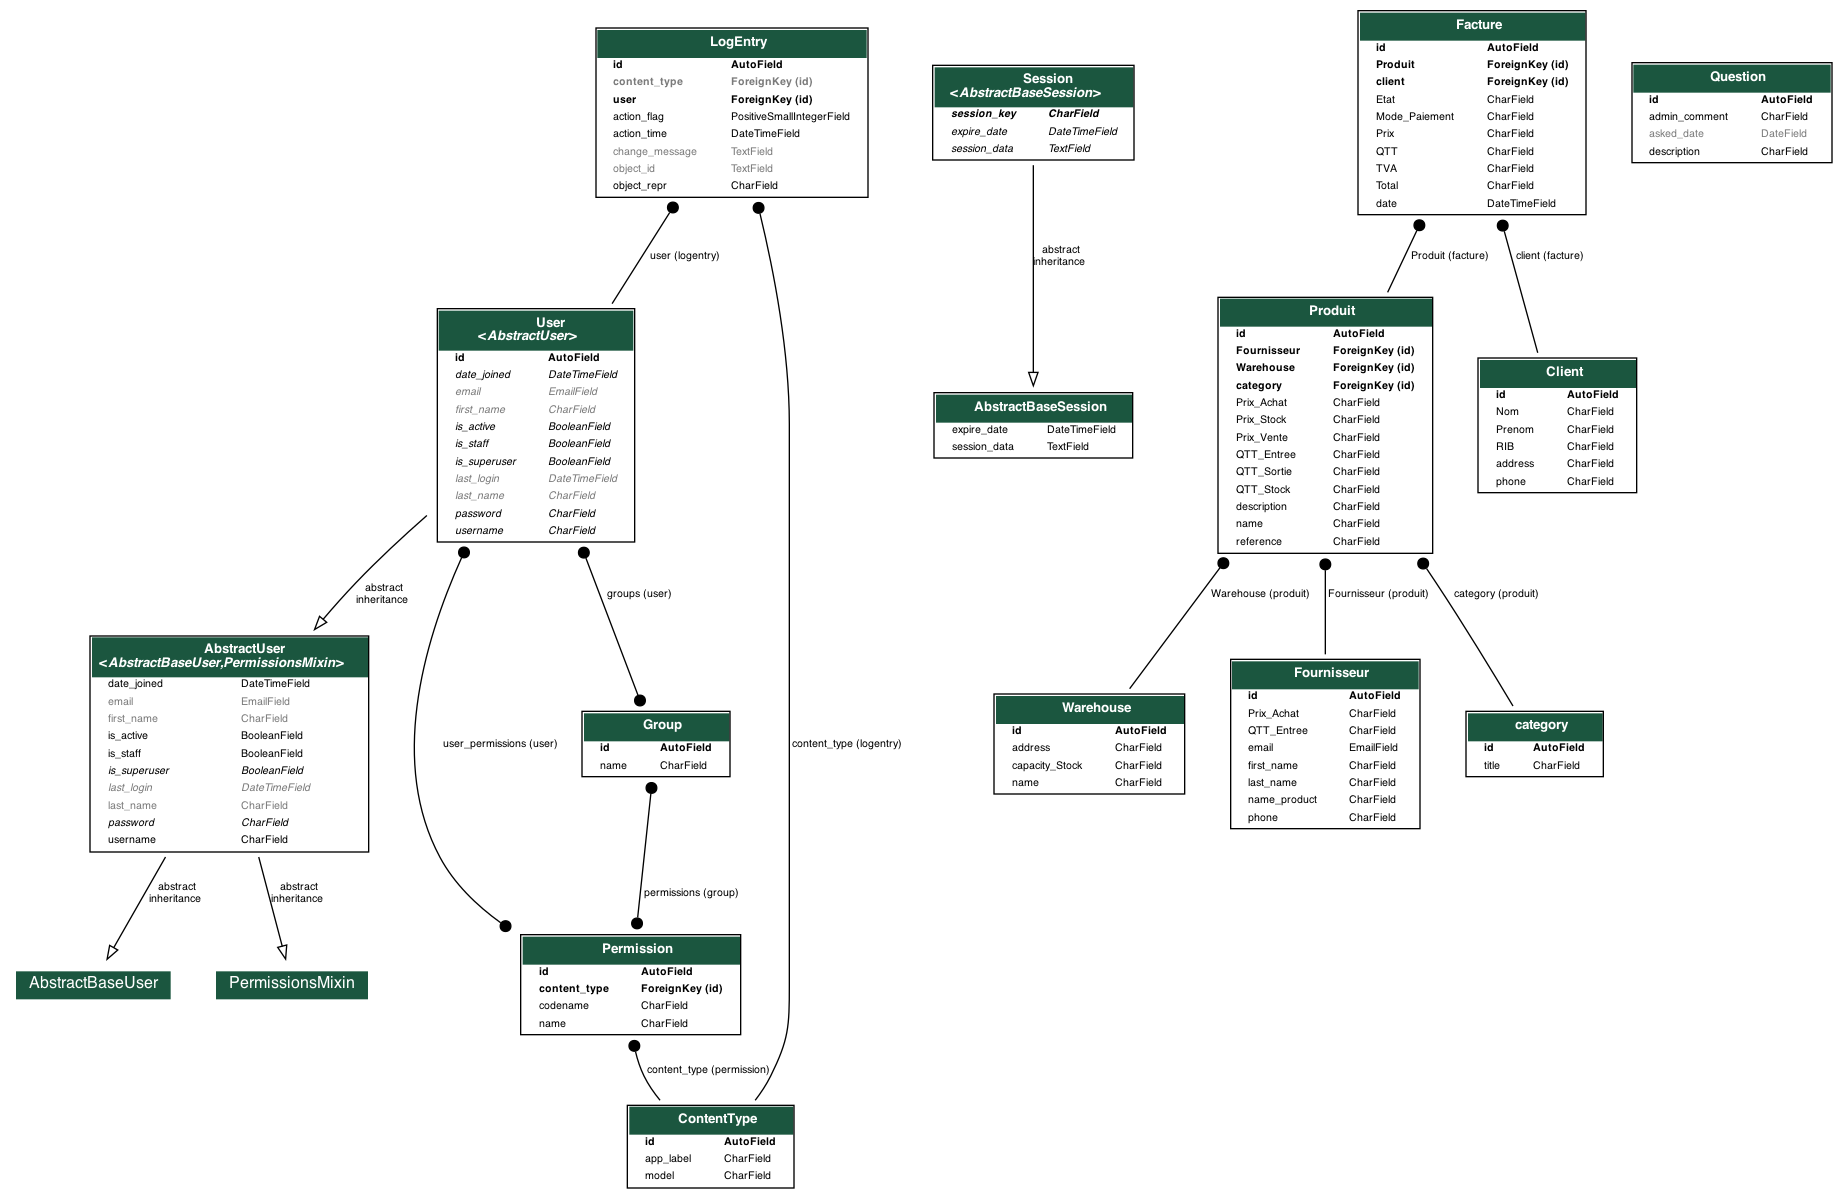 LogEntry
id AutoField
content_type ForeignKey (id)
user ForeignKey (id)
action_flag PositiveSmallIntegerField
action_time DateTimeField
change_message TextField
object_id TextField
object_repr CharField
Session
<AbstractBaseSession>
session_key CharField
expire_date DateTimeField
session_data TextField
Facture
id AutoField
Produit ForeignKey (id)
client ForeignKey (id)
Etat CharField
Mode_Paiement CharField
Prix CharField
QTT CharField
TVA CharField
Total CharField
date DateTimeField
Question
id AutoField
admin_comment CharField
asked_date DateField
description CharField
user (logentry)
abstract
inheritance
Produit (facture)
client (facture)
User
<AbstractUser>
id AutoField
date_joined DateTimeField
email EmailField
first_name CharField
is_active BooleanField
is_staff BooleanField
is_superuser BooleanField
last_login DateTimeField
last_name CharField
password CharField
username CharField
AbstractBaseSession
expire_date DateTimeField
session_data TextField
Produit
id AutoField
Fournisseur ForeignKey (id)
Warehouse ForeignKey (id)
category ForeignKey (id)
Prix_Achat CharField
Prix_Stock CharField
Prix_Vente CharField
QTT_Entree CharField
QTT_Sortie CharField
QTT_Stock CharField
description CharField
name CharField
reference CharField
Client
id AutoField
Nom CharField
Prenom CharField
RIB CharField
address CharField
phone CharField
abstract
inheritance
groups (user)
Warehouse (produit)
Fournisseur (produit)
category (produit)
AbstractUser
<AbstractBaseUser,PermissionsMixin>
date_joined DateTimeField
email EmailField
first_name CharField
is_active BooleanField
is_staff BooleanField
is_superuser BooleanField
last_login DateTimeField
last_name CharField
password CharField
username CharField
user_permissions (user)
Group
id AutoField
name CharField
content_type (logentry)
Warehouse
id AutoField
address CharField
capacity_Stock CharField
name CharField
Fournisseur
id AutoField
Prix_Achat CharField
QTT_Entree CharField
email EmailField
first_name CharField
last_name CharField
name_product CharField
phone CharField
category
id AutoField
title CharField
abstract
inheritance
abstract
inheritance
permissions (group)
AbstractBaseUser
PermissionsMixin
Permission
id AutoField
content_type ForeignKey (id)
codename CharField
name CharField
content_type (permission)
ContentType
id AutoField
app_label CharField
model CharField